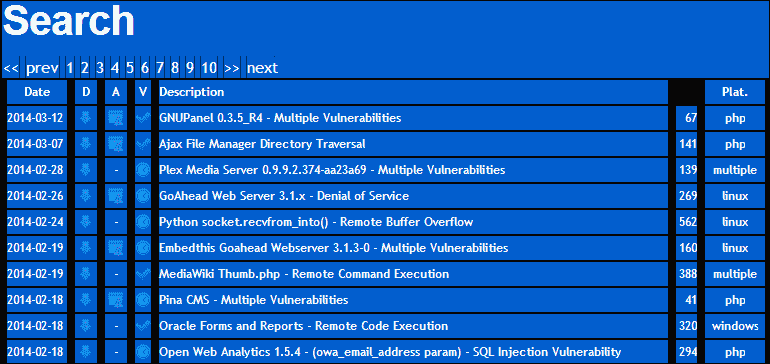 Search
<< prev 1 2 3 4 5 6 7 8 9 10 >> next
Date D A V Description Plat.
2014-03-12 GNUPanel 0.3.5_R4 - Multiple Vulnerabilities 67 php
2014-03-07 Ajax File Manager Directory Traversal 141 php
2014-02-28 - Plex Media Server 0.9.9.2.374-aa23a69 - Multiple Vulnerabilities 139 multiple
2014-02-26 GoAhead Web Server 3.1.x - Denial of Service 269 linux
2014-02-24 - Python socket.recvfrom_into() - Remote Buffer Overflow 562 linux
2014-02-19 Embedthis Goahead Webserver 3.1.3-0 - Multiple Vulnerabilities 160 linux
2014-02-19 - MediaWiki Thumb.php - Remote Command Execution 388 multiple
2014-02-18 Pina CMS - Multiple Vulnerabilities 41 php
2014-02-18 - Oracle Forms and Reports - Remote Code Execution 320 windows
2014-02-18 - Open Web Analytics 1.5.4 - (owa_email_address param) - SQL Injection Vulnerability 294 php